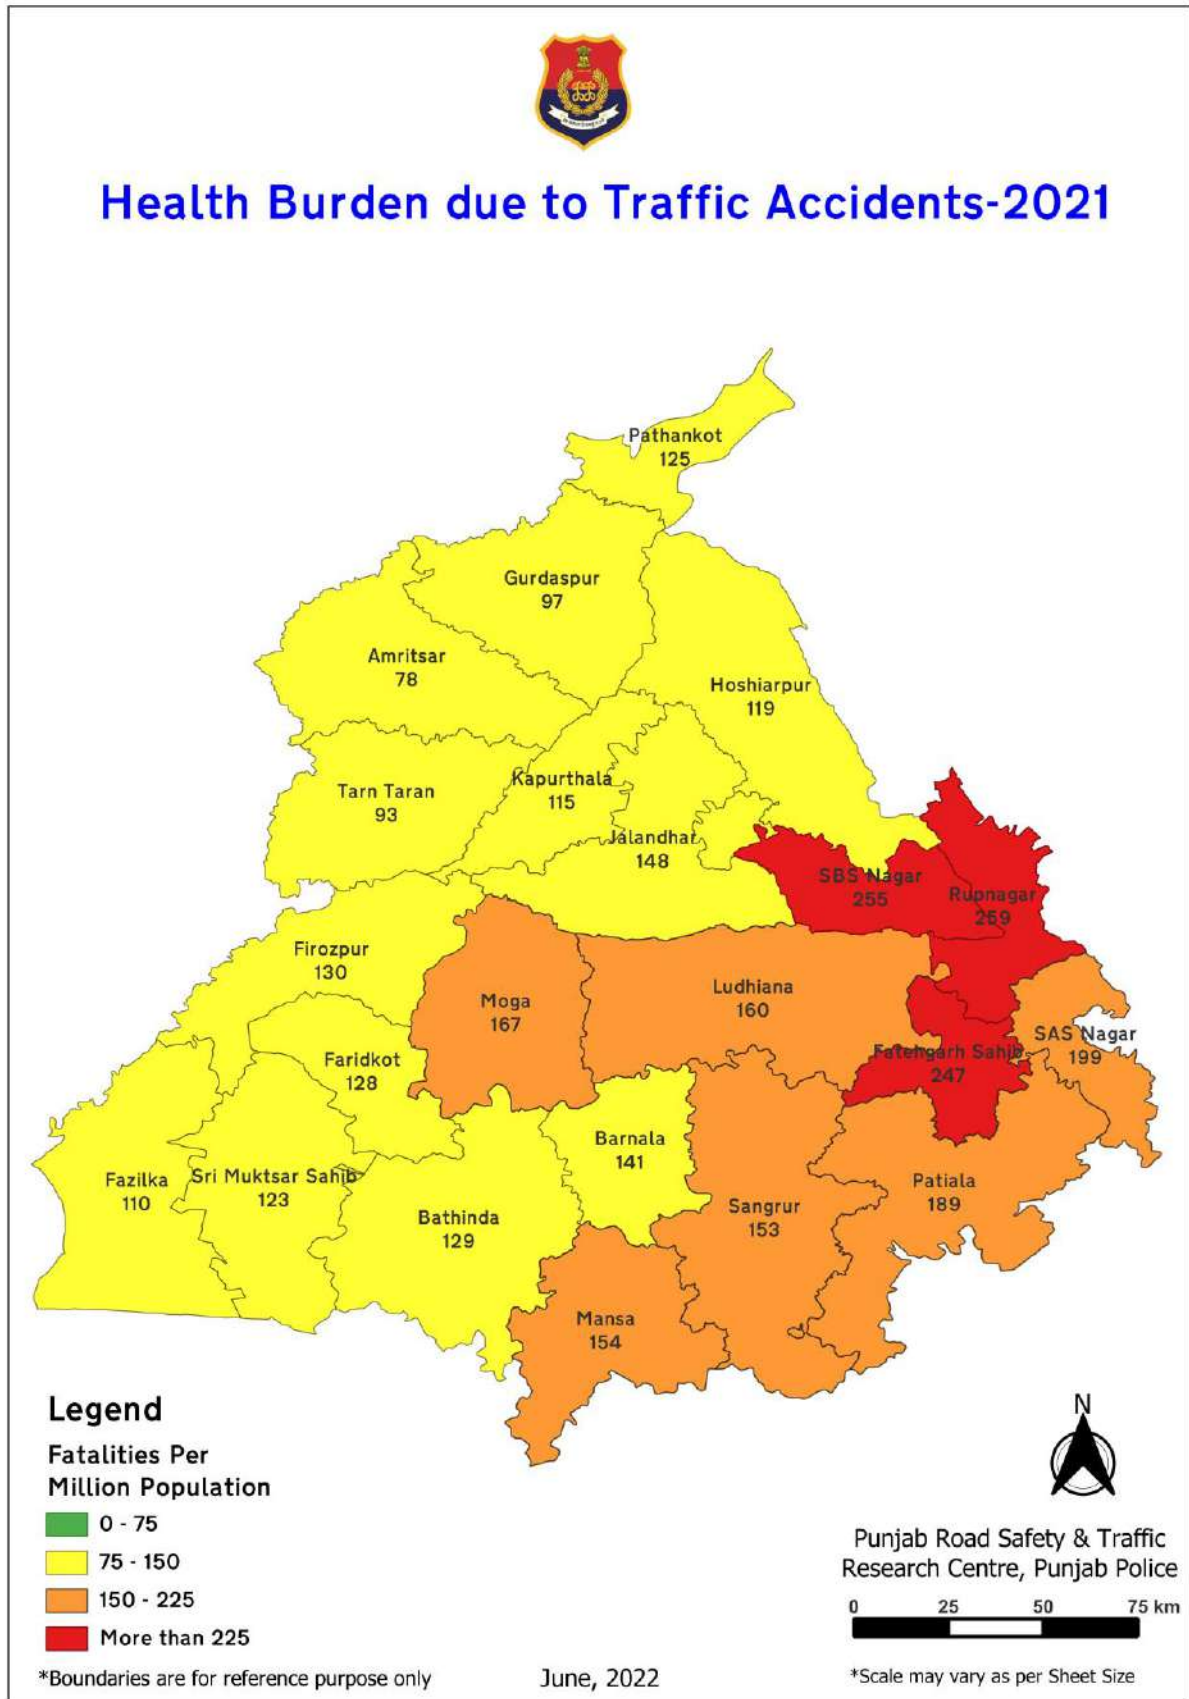 Health Burden due to Traffic Accidents-2021
Pathankot
125
Gurdaspur
97
Amritsar
78
Hoshiarpur
119
Tarn Taran
93
Kapurthala
115
Jalandhar
148
SBS Nagar
255
Rupnagar
259
Firozpur
130
Moga
167
Ludhiana
160
SAS Nagar
199
Fatehgarh Sahib
247
Faridkot
128
Barnala
141
Fazilka
110
Sri Muktsar Sahib
123
Bathinda
129
Sangrur
153
Patiala
189
Mansa
154
Legend
Fatalities Per
Million Population
0 - 75
75 - 150
150 - 225
More than 225
*Boundaries are for reference purpose only
June, 2022
N
Punjab Road Safety & Traffic
Research Centre, Punjab Police
0 25 50 75 km
*Scale may vary as per Sheet Size